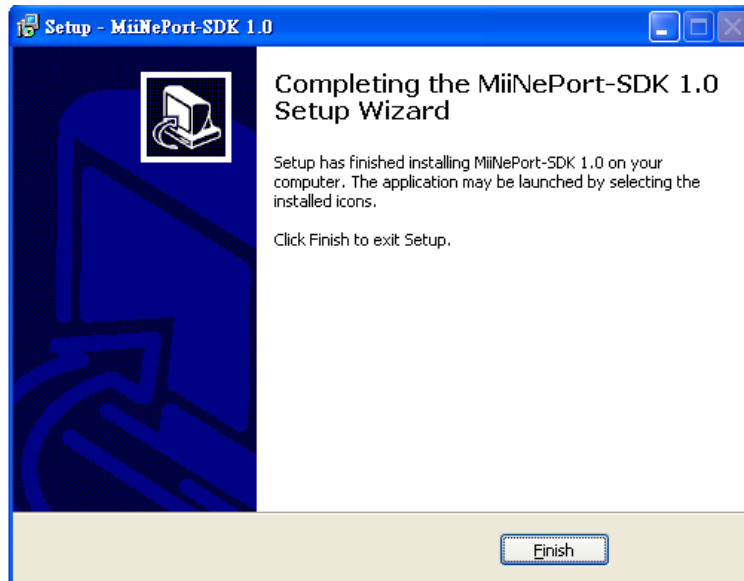 Setup - MiiNePort-SDK 1.0
Completing the MiiNePort-SDK 1.0
Setup Wizard
Setup has finished installing MiiNePort-SDK 1.0 on your
computer. The application may be launched by selecting the
installed icons.
Click Finish to exit Setup.
Finish